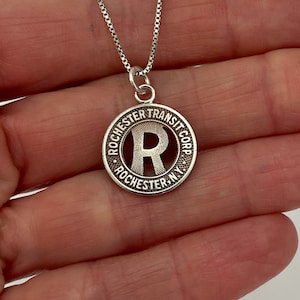 ROCHESTER TRANSIT CORP
R
ROCHESTER, N.Y.